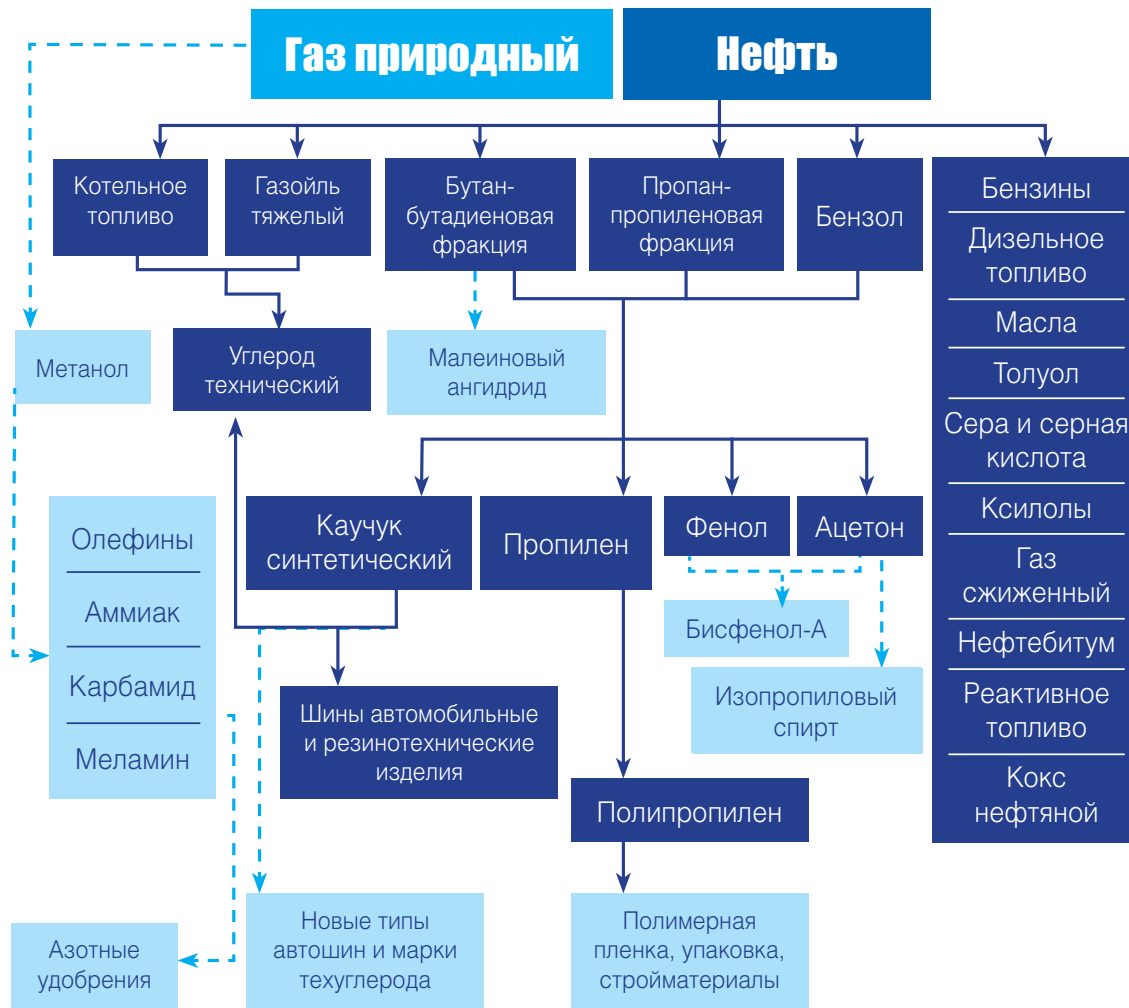 Газ природный
Нефть
Котельное
топливо
Газойль
тяжелый
Бутан-
бутадиеновая
фракция
Пропан-
пропиленовая
фракция
Бензол
Бензины
Дизельное
топливо
Масла
Толуол
Сера и серная
кислота
Ксилолы
Газ
сжиженный
Нефтебитум
Реактивное
топливо
Кокс
нефтяной
Метанол
Углерод
технический
Малеиновый
ангидрид
Олефины
Аммиак
Карбамид
Меламин
Каучук
синтетический
Пропилен
Фенол
Ацетон
Бисфенол-А
Изопропиловый
спирт
Шины автомобильные
и резинотехнические
изделия
Полипропилен
Азотные
удобрения
Новые типы
автошин и марки
техуглерода
Полимерная
пленка, упаковка,
стройматериалы